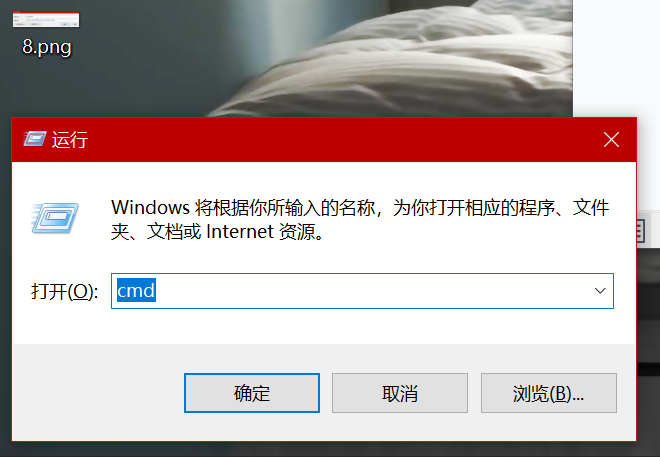 8.png
运行
Windows 将根据你所输入的名称，为你打开相应的程序、文件
夹、文档或 Internet 资源。
打开(O):
cmd
确定
取消
浏览(B)...